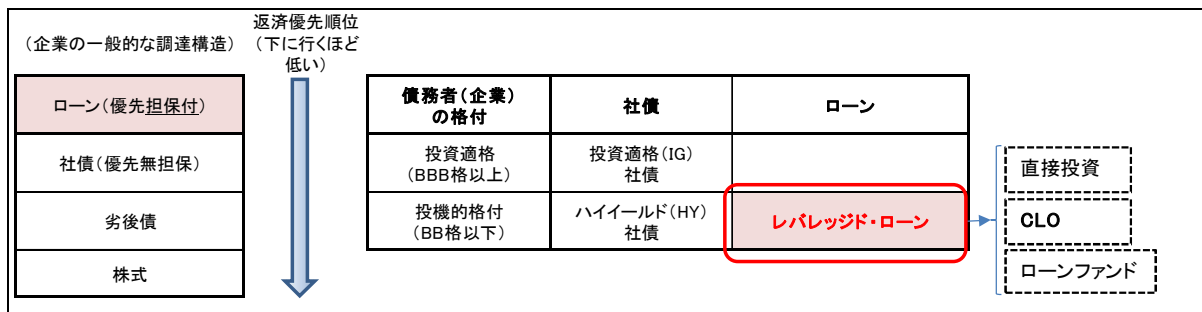 (企業の一般的な調達構造)
返済優先順位
(下に行くほど
低い)
ローン(優先担保付)
社債(優先無担保)
劣後債
株式
債務者(企業)
の格付
社債
ローン
投資適格
(BBB格以上)
投資適格(IG)
社債
投機的格付
(BB格以下)
ハイイールド(HY)
社債
レバレッジド・ローン
直接投資
CLO
ローンファンド